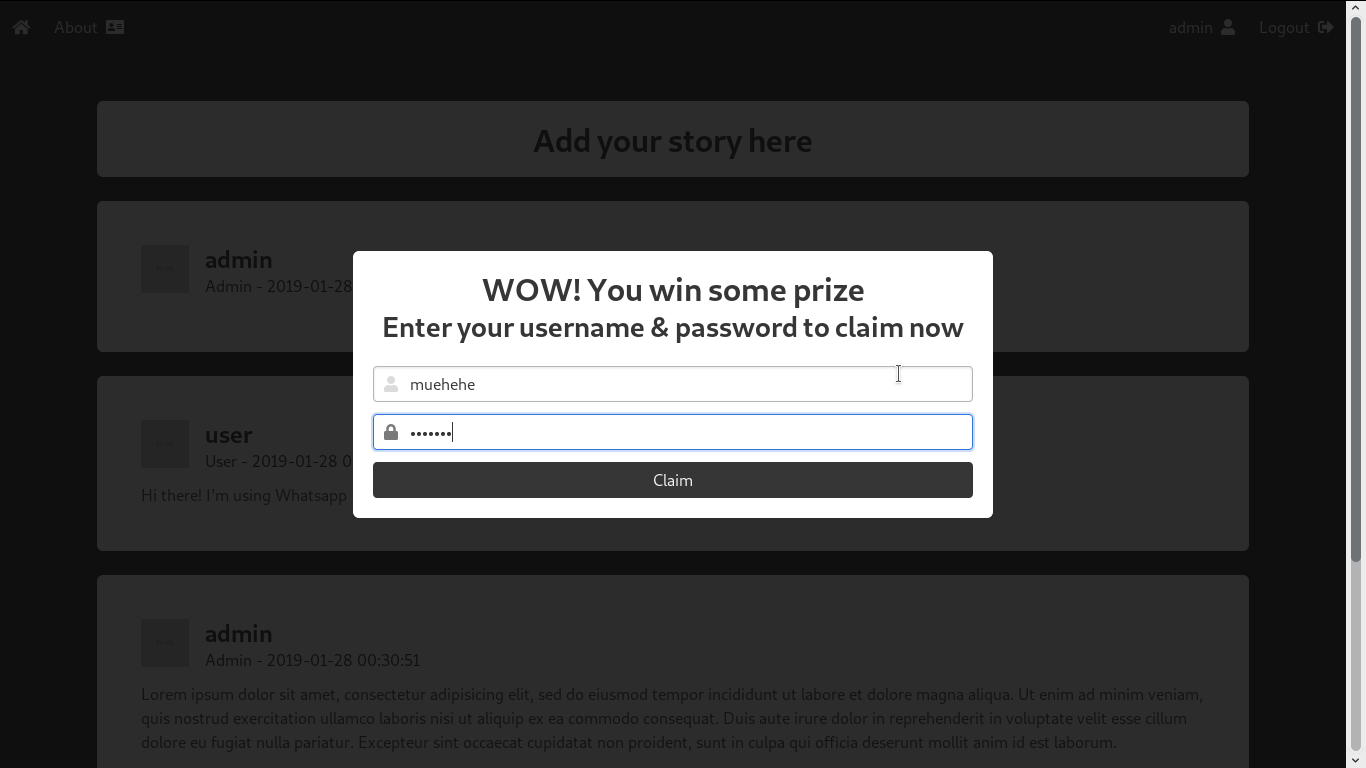 About
admin
Logout
Add your story here
admin
Admin - 2019-01-28
WOW! You win some prize
Enter your username & password to claim now
muehehe
•••••••
Claim
user
User - 2019-01-28 0
Hi there! I'm using Whatsapp
admin
Admin - 2019-01-28 00:30:51
Lorem ipsum dolor sit amet, consectetur adipisicing elit, sed do eiusmod tempor incididunt ut labore et dolore magna aliqua. Ut enim ad minim veniam,
quis nostrud exercitation ullamco laboris nisi ut aliquip ex ea commodo consequat. Duis aute irure dolor in reprehenderit in voluptate velit esse cillum
dolore eu fugiat nulla pariatur. Excepteur sint occaecat cupidatat non proident, sunt in culpa qui officia deserunt mollit anim id est laborum.